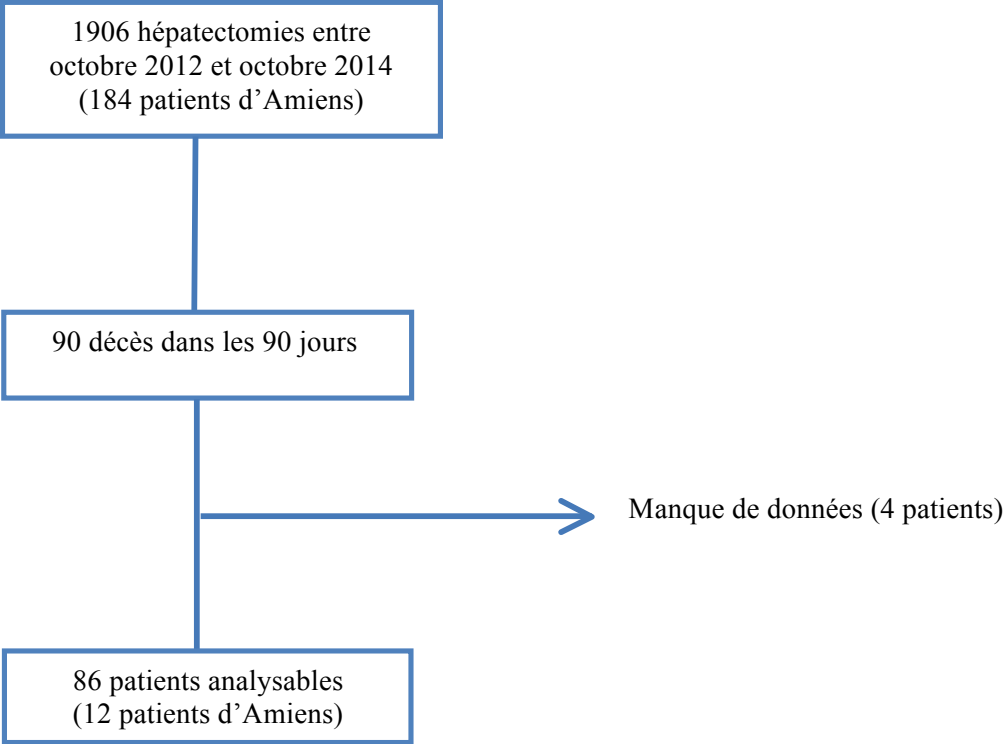 1906 hépatectomies entre
octobre 2012 et octobre 2014
(184 patients d’Amiens)
90 décès dans les 90 jours
Manque de données (4 patients)
86 patients analysables
(12 patients d’Amiens)